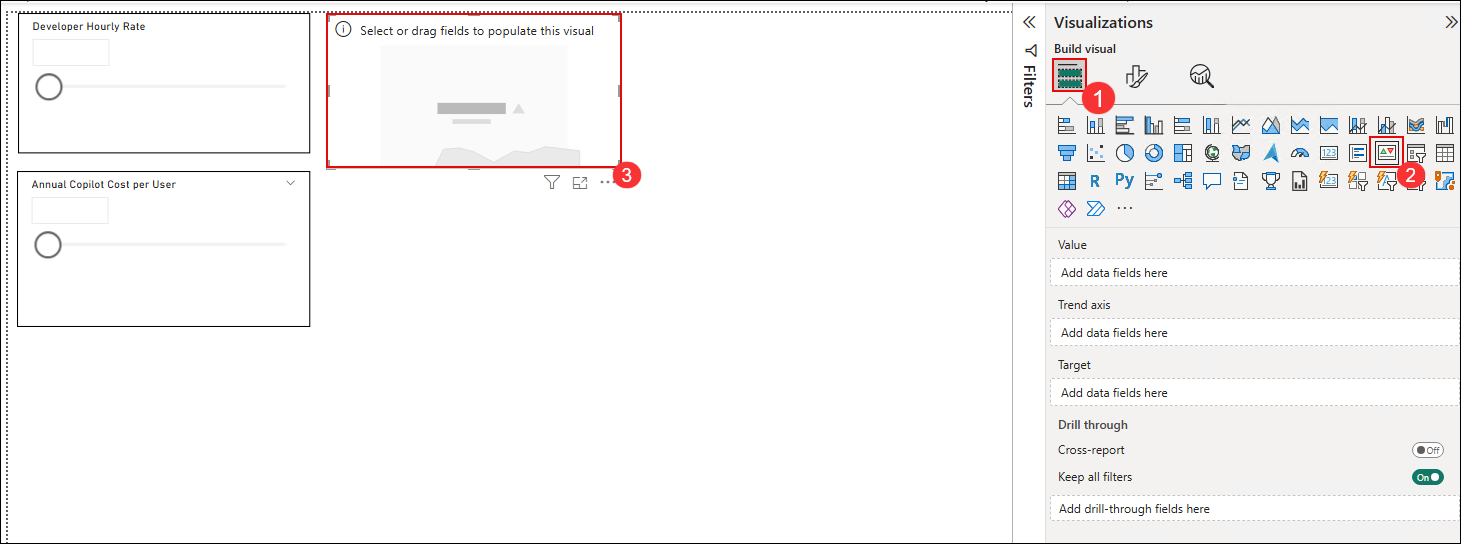 Developer Hourly Rate
Annual Copilot Cost per User
Select or drag fields to populate this visual
3
Filters
Visualizations
Build visual
1
123
2
R
Py
123
Value
Add data fields here
Trend axis
Add data fields here
Target
Add data fields here
Drill through
Cross-report
Off
Keep all filters
On
Add drill-through fields here